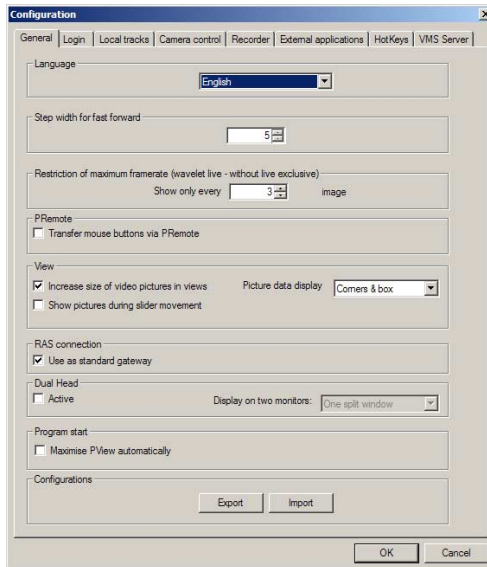 Configuration
General Login Local tracks Camera control Recorder External applications HotKeys VMS Server
Language
English
Step width for fast forward
5
Restriction of maximum framerate (wavelet live - without live exclusive)
Show only every 3 image
PRemote
Transfer mouse buttons via PRemote
View
Increase size of video pictures in views Picture data display Corners & box
Show pictures during slider movement
RAS connection
Use as standard gateway
Dual Head
Active Display on two monitors: One split window
Program start
Maximise PView automatically
Configurations
Export Import
OK Cancel